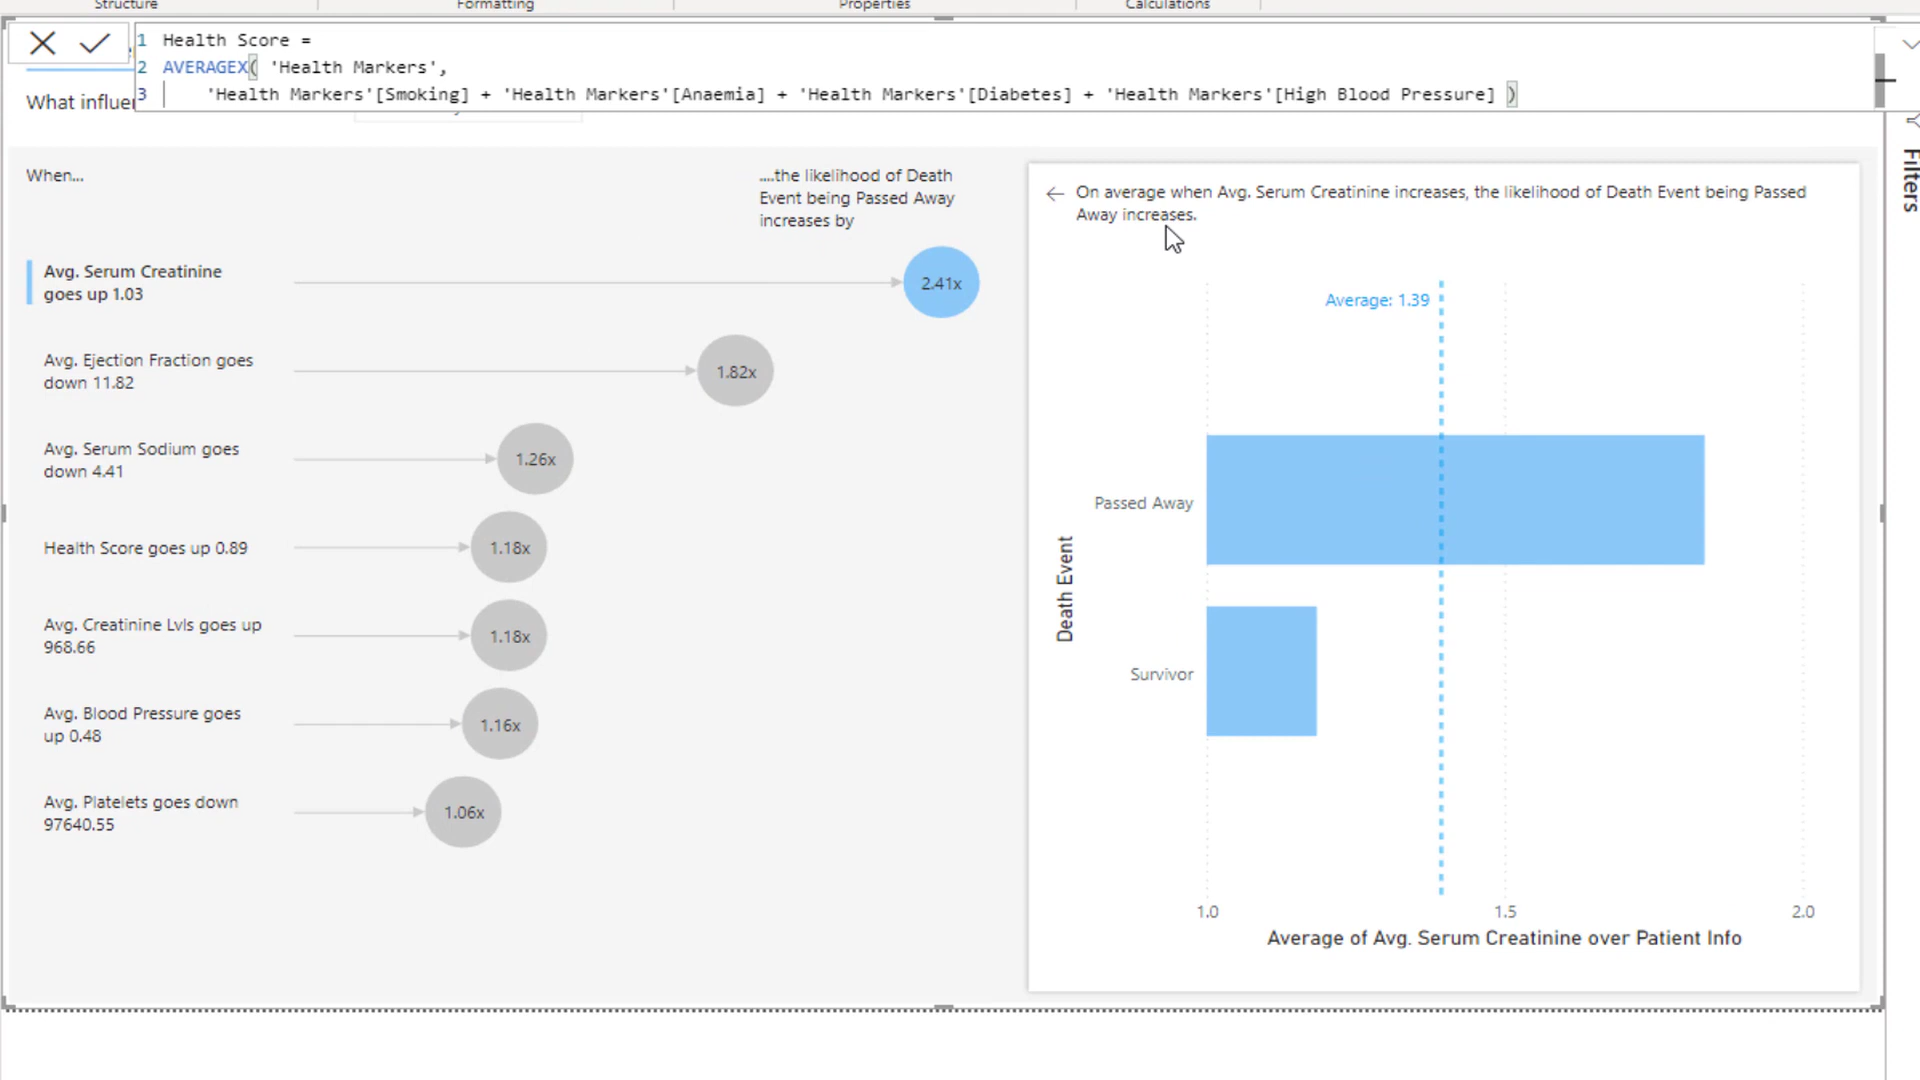 Structure
Formatting
Properties
Calculations
1 Health Score =
2 AVERAGEX( 'Health Markers',
3 'Health Markers'[Smoking] + 'Health Markers'[Anaemia] + 'Health Markers'[Diabetes] + 'Health Markers'[High Blood Pressure] )
What
Filters
When...
....the likelihood of Death
Event being Passed Away
increases by
Avg. Serum Creatinine
goes up 1.03
2.41x
Avg. Ejection Fraction goes
down 11.82
1.82x
Avg. Serum Sodium goes
down 4.41
1.26x
Health Score goes up 0.89
1.18x
Avg. Creatinine Lvls goes up
968.66
1.18x
Avg. Blood Pressure goes
up 0.48
1.16x
Avg. Platelets goes down
97640.55
1.06x
On average when Avg. Serum Creatinine increases, the likelihood of Death Event being Passed
Away increases.
Average: 1.39
Death Event
Passed Away
Survivor
1.0
1.5
2.0
Average of Avg. Serum Creatinine over Patient Info